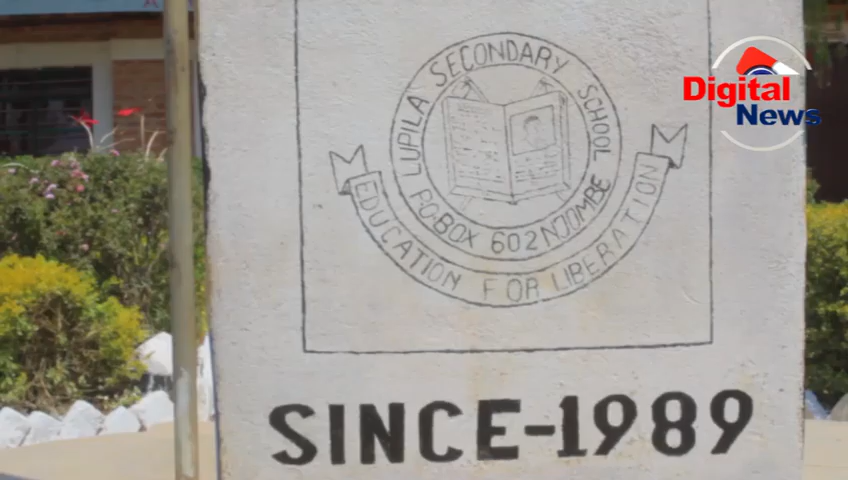 LUPILA SECONDARY SCHOOL
P.O.BOX 602 NJOMBE
EDUCATION FOR LIBERATION
SINCE-1989
Digital
News